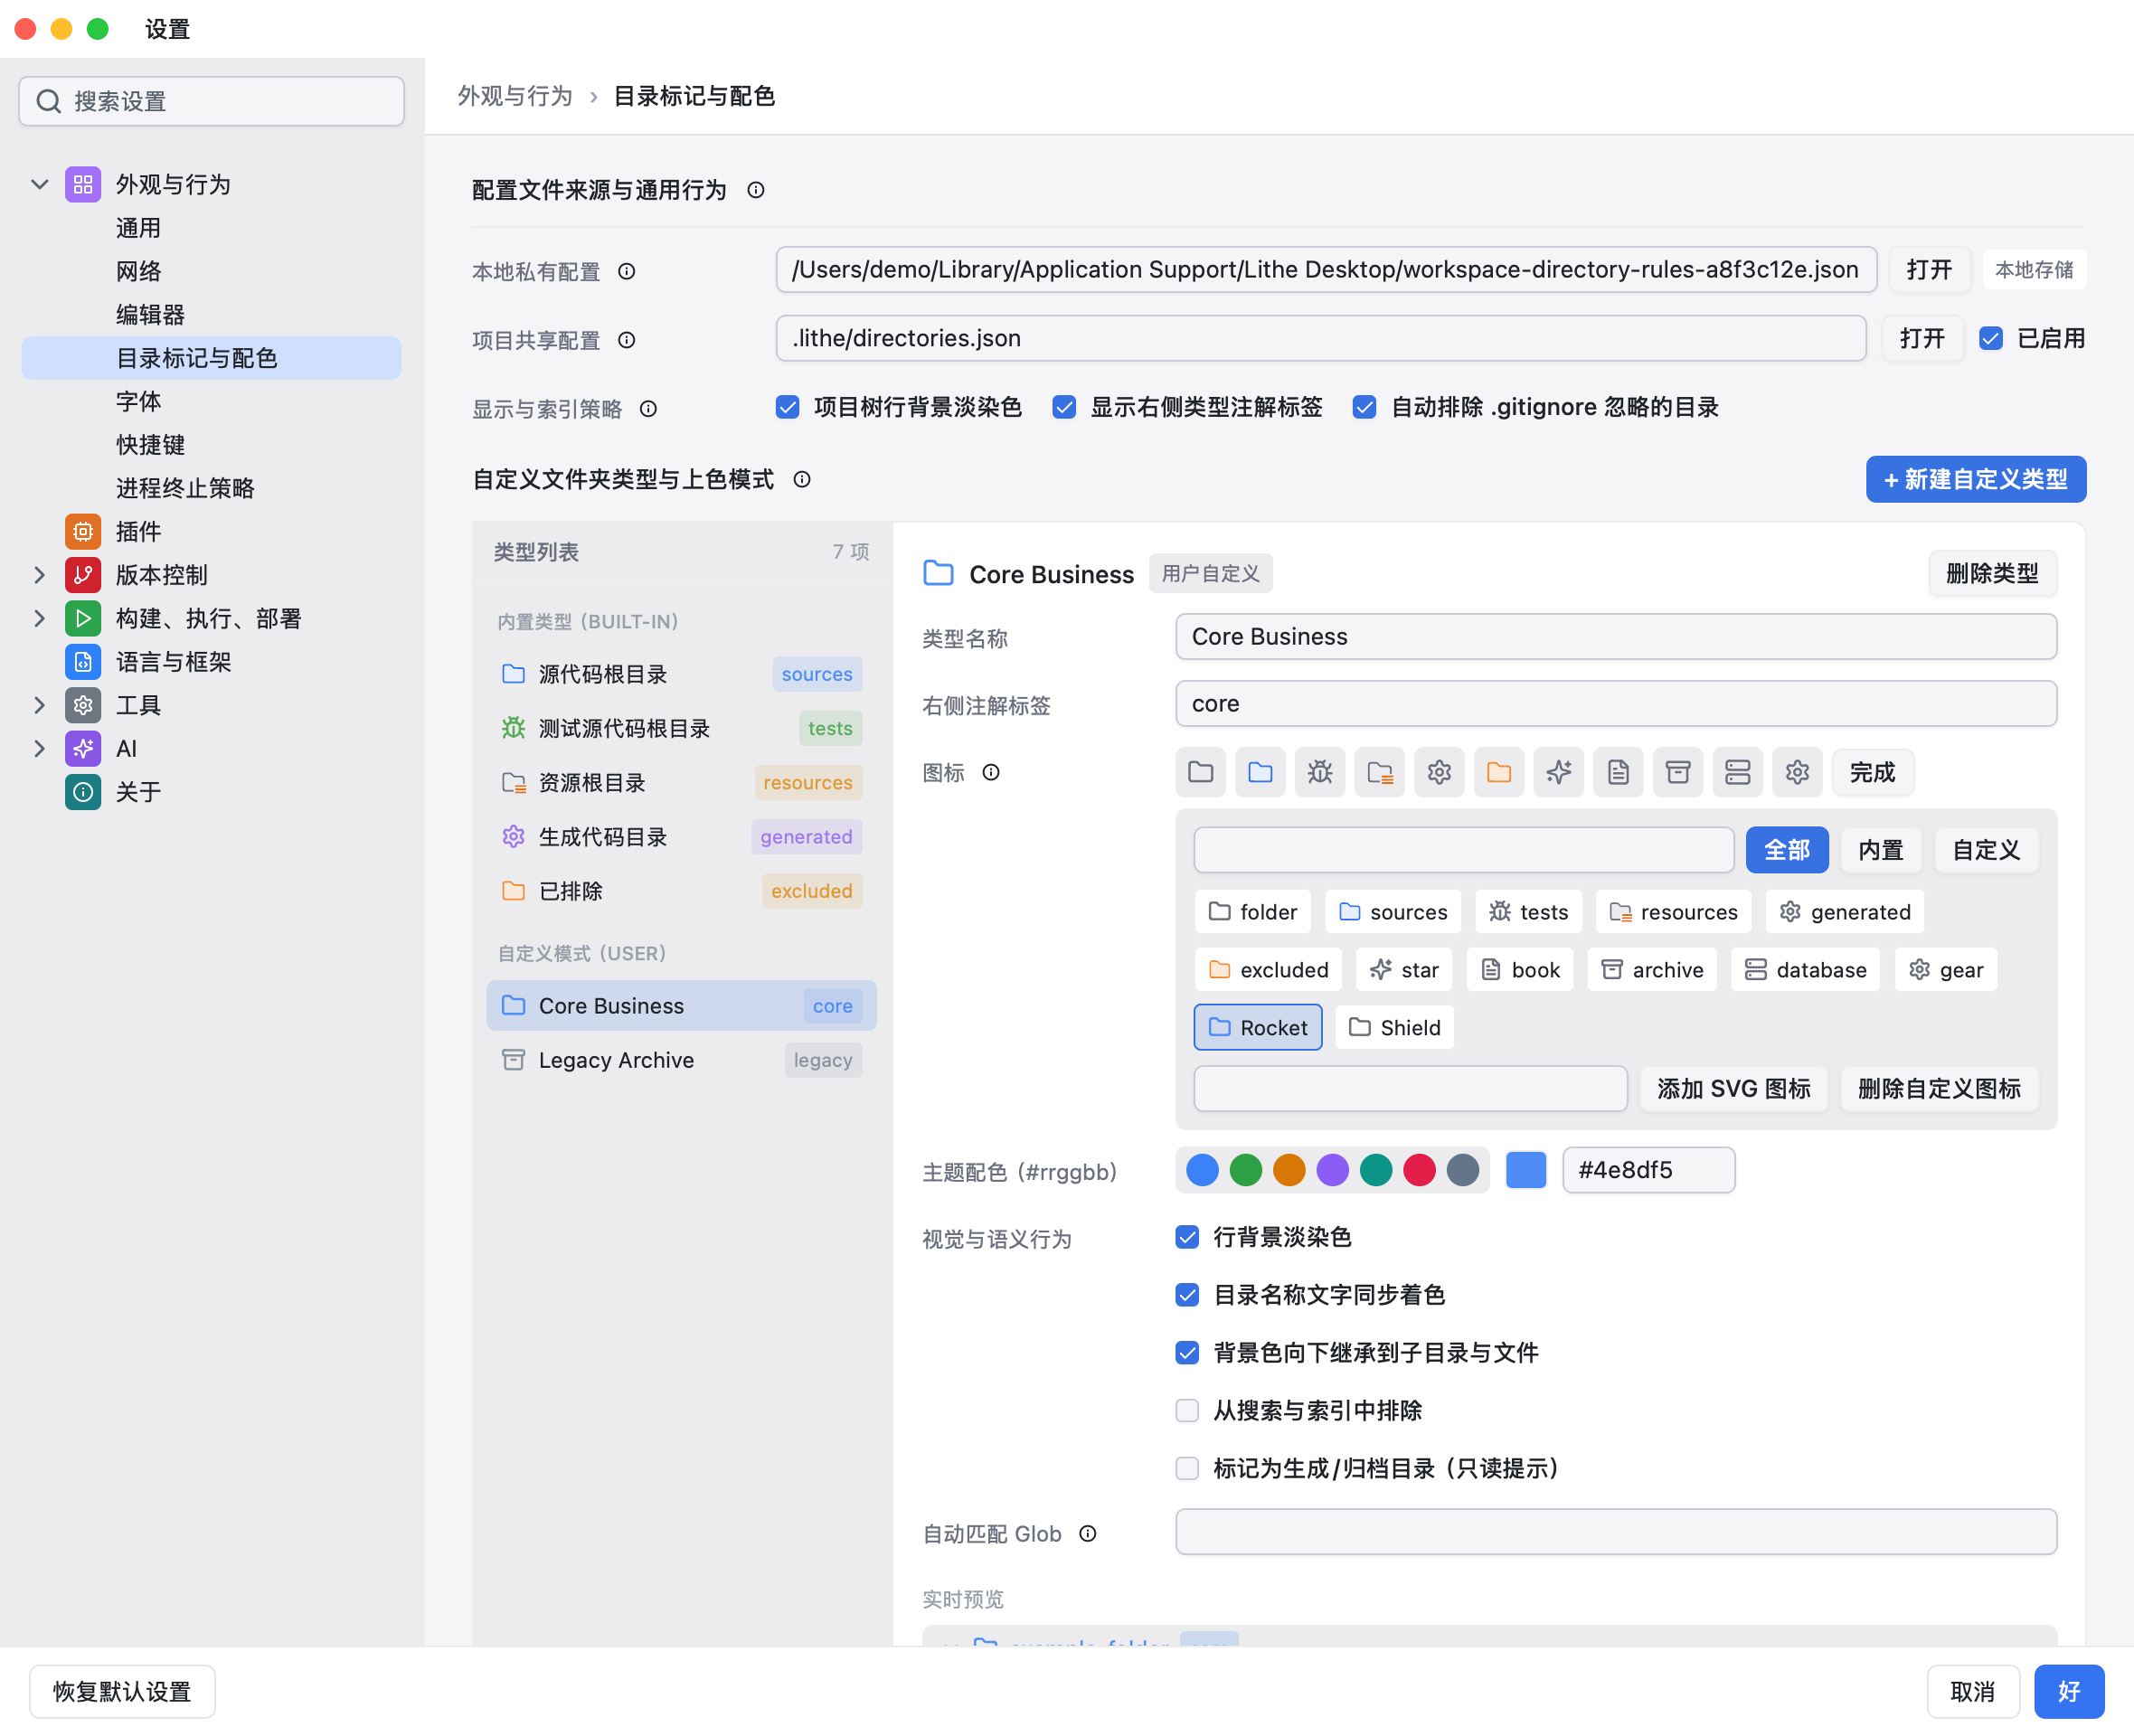 设置
搜索设置
外观与行为
通用
网络
编辑器
目录标记与配色
字体
快捷键
进程终止策略
插件
版本控制
构建、执行、部署
语言与框架
工具
AI
关于
外观与行为 › 目录标记与配色
配置文件来源与通用行为
本地私有配置 /Users/demo/Library/Application Support/Lithe Desktop/workspace-directory-rules-a8f3c12e.json 打开 本地存储
项目共享配置 .lithe/directories.json 打开 已启用
显示与索引策略 项目树行背景淡染色 显示右侧类型注解标签 自动排除 .gitignore 忽略的目录
自定义文件夹类型与上色模式 + 新建自定义类型
类型列表 7 项
内置类型 (BUILT-IN)
源代码根目录 sources
测试源代码根目录 tests
资源根目录 resources
生成代码目录 generated
已排除 excluded
自定义模式 (USER)
Core Business core
Legacy Archive legacy
Core Business 用户自定义 删除类型
类型名称 Core Business
右侧注解标签 core
图标 完成
全部 内置 自定义
folder sources tests resources generated
excluded star book archive database gear
Rocket Shield
添加 SVG 图标 删除自定义图标
主题配色 (#rrggbb) #4e8df5
视觉与语义行为 行背景淡染色
目录名称文字同步着色
背景色向下继承到子目录与文件
从搜索与索引中排除
标记为生成/归档目录（只读提示）
自动匹配 Glob
实时预览
恢复默认设置 取消 好